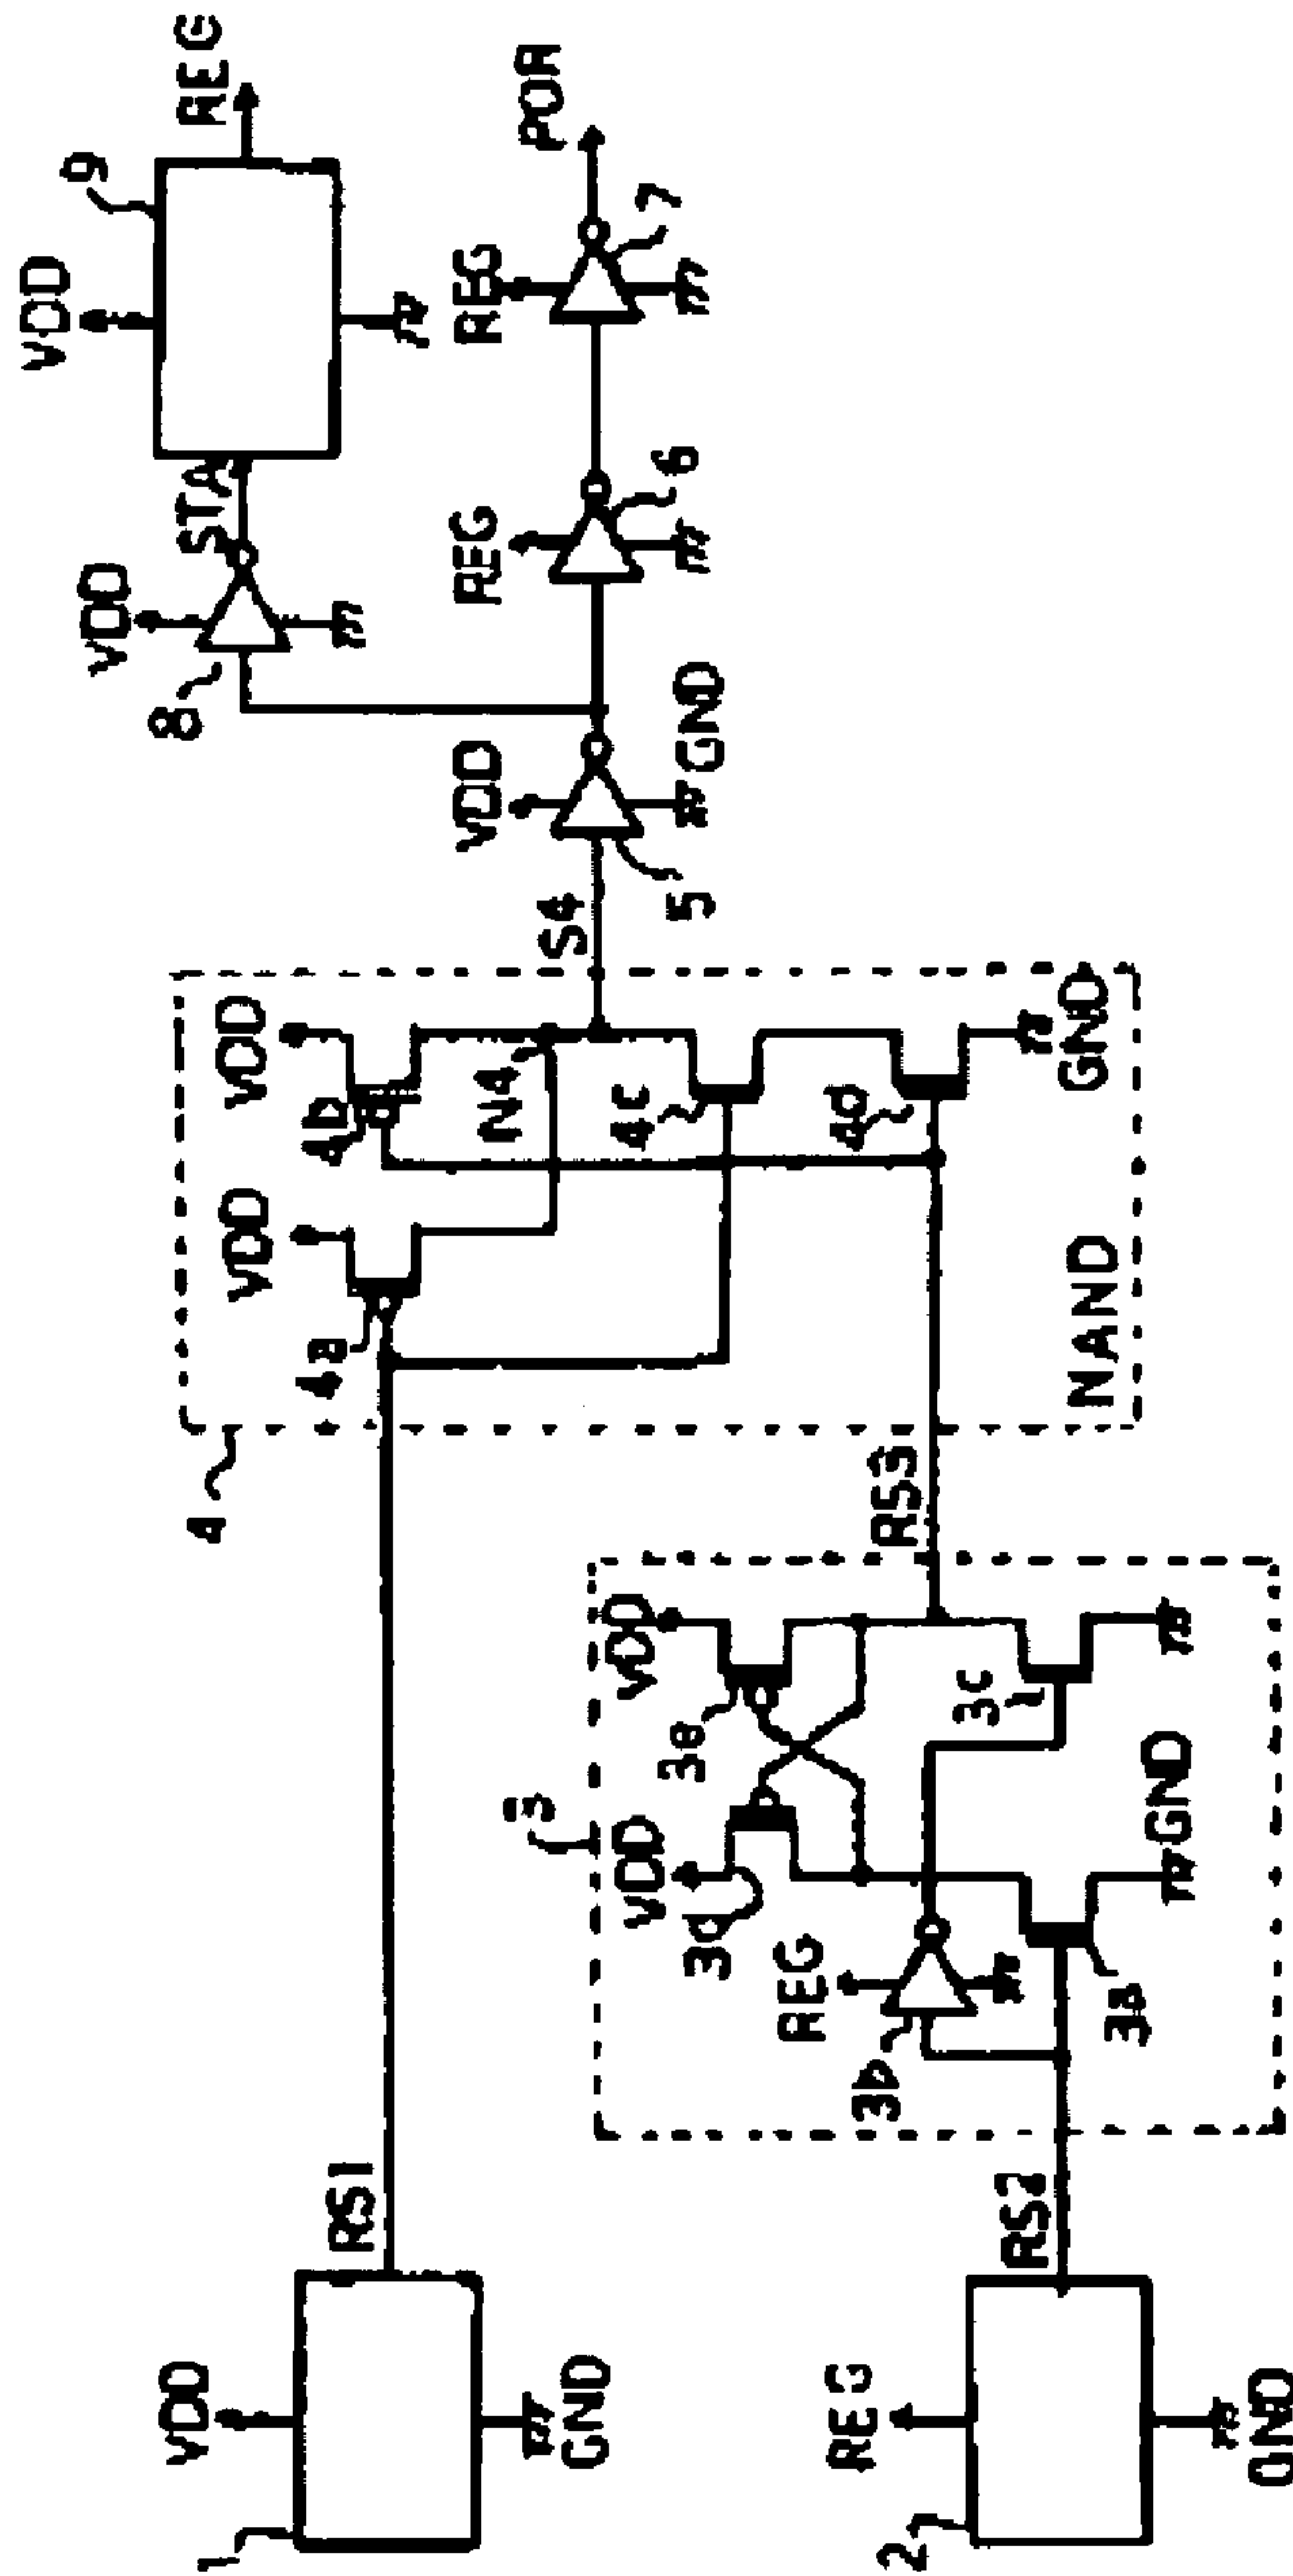 VDD
1
GND
RS1
REG
2
GND
RS2
3
VDD
3d
VDD
3e
REG
3b
3a
GND
3c
RS3
4
VDD
4a
VDD
4b
N4
4c
4d
GND
NAND
S4
VDD
5
GND
VDD
8
STA
VDD
9
REG
REG
6
REG
7
POR